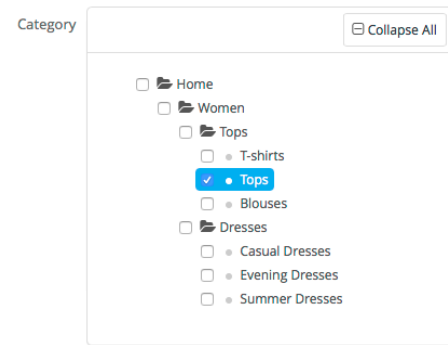 Category
Collapse All
Home
Women
Tops
T-shirts
Tops
Blouses
Dresses
Casual Dresses
Evening Dresses
Summer Dresses